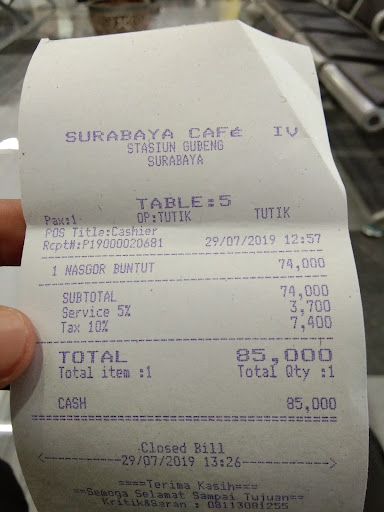 SURABAYA CAFé IV
STASIUN GUBENG
SURABAYA
TABLE:5
Pax:1 OP:TUTIK TUTIK
POS Title:Cashier
Rcpt#:P19000020681 29/07/2019 12:57
1 NASGOR BUNTUT 74,000
SUBTOTAL 74,000
Service 5% 3,700
Tax 10% 7,400
TOTAL 85,000
Total item :1 Total Qty :1
CASH 85,000
Closed Bill
<--------29/07/2019 13:26-------->
====Terima Kasih====
==Semoga Selamat Sampai Tujuan==
Kritik&Saran : 08113091255